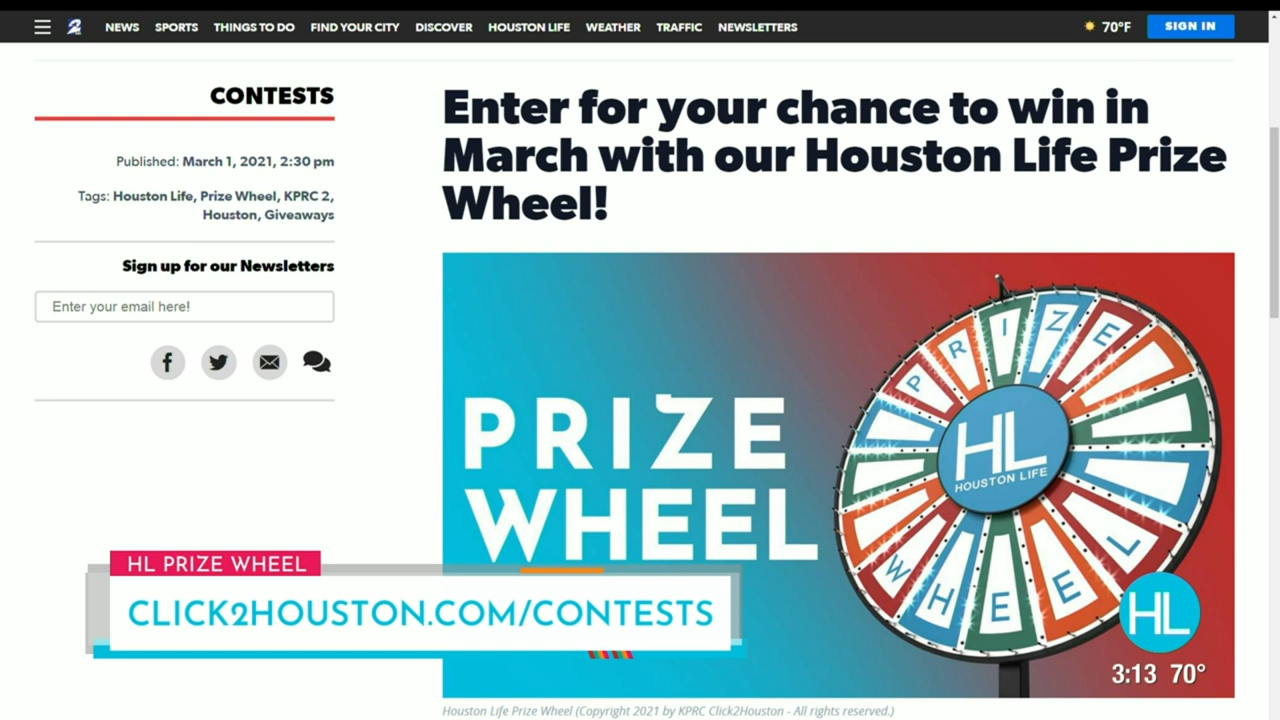 NEWS SPORTS THINGS TO DO FIND YOUR CITY DISCOVER HOUSTON LIFE WEATHER TRAFFIC NEWSLETTERS 70°F SIGN IN
CONTESTS
Published: March 1, 2021, 2:30 pm
Tags: Houston Life, Prize Wheel, KPRC 2,
Houston, Giveaways
Sign up for our Newsletters
Enter your email here!
Enter for your chance to win in
March with our Houston Life Prize
Wheel!
PRIZE
WHEEL
PRIZE
HL
HOUSTON LIFE
WHEEL
HL PRIZE WHEEL
CLICK2HOUSTON.COM/CONTESTS
HL
3:13 70°
Houston Life Prize Wheel (Copyright 2021 by KPRC Click2Houston - All rights reserved.)